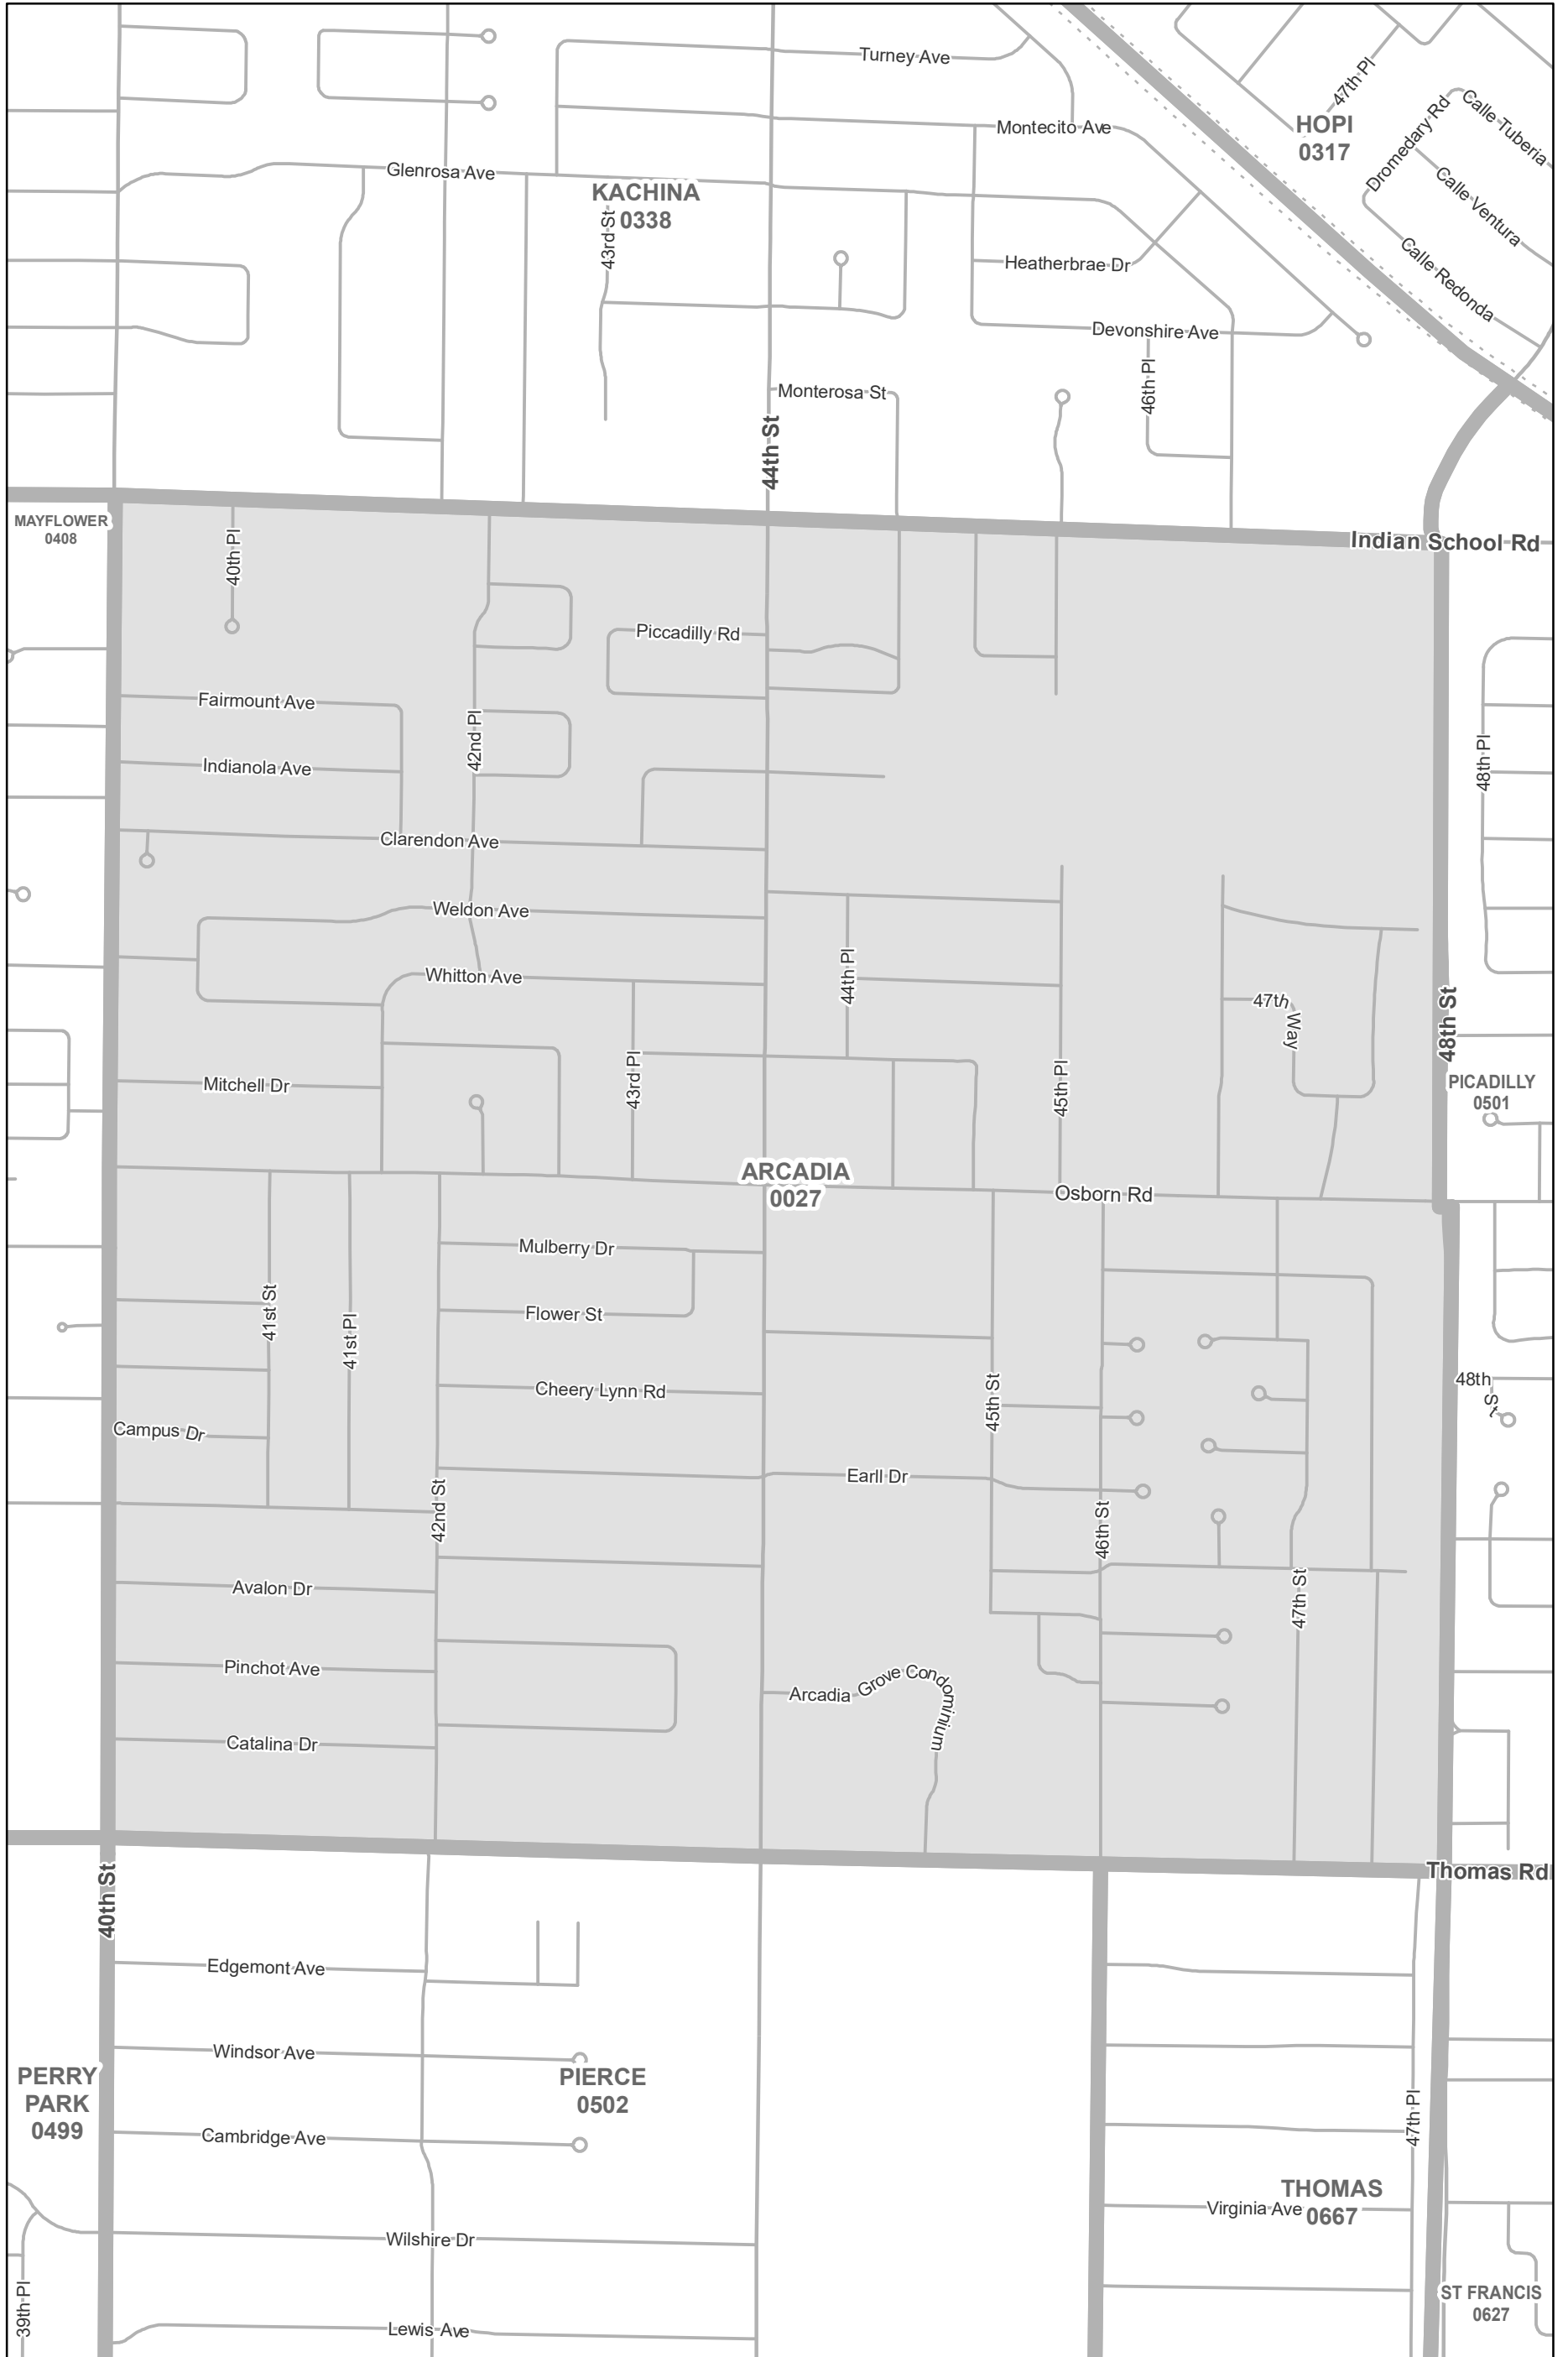 Turney Ave
47th Pl
Calle Tuberia
HOPI
0317
Dromedary Rd
Montecito Ave
Glenrosa Ave
Calle Ventura
KACHINA
0338
43rd St
Calle Redonda
Heatherbrae Dr
Devonshire Ave
46th Pl
Monterosa St
44th St
MAYFLOWER
0408
Indian School Rd
40th Pl
Piccadilly Rd
Fairmount Ave
42nd Pl
48th Pl
Indianola Ave
Clarendon Ave
Weldon Ave
Whitton Ave
44th Pl
47th Way
48th St
43rd Pl
45th Pl
Mitchell Dr
PICADILLY
0501
ARCADIA
0027
Osborn Rd
Mulberry Dr
41st St
Flower St
41st Pl
48th St
Cheery Lynn Rd
45th St
Campus Dr
Earll Dr
42nd St
46th St
Avalon Dr
47th St
Pinchot Ave
Arcadia Grove Condominium
Catalina Dr
Thomas Rd
40th St
Edgemont Ave
Windsor Ave
PERRY
PARK
0499
PIERCE
0502
47th Pl
Cambridge Ave
THOMAS
0667
Virginia Ave
Wilshire Dr
39th Pl
ST FRANCIS
0627
Lewis Ave